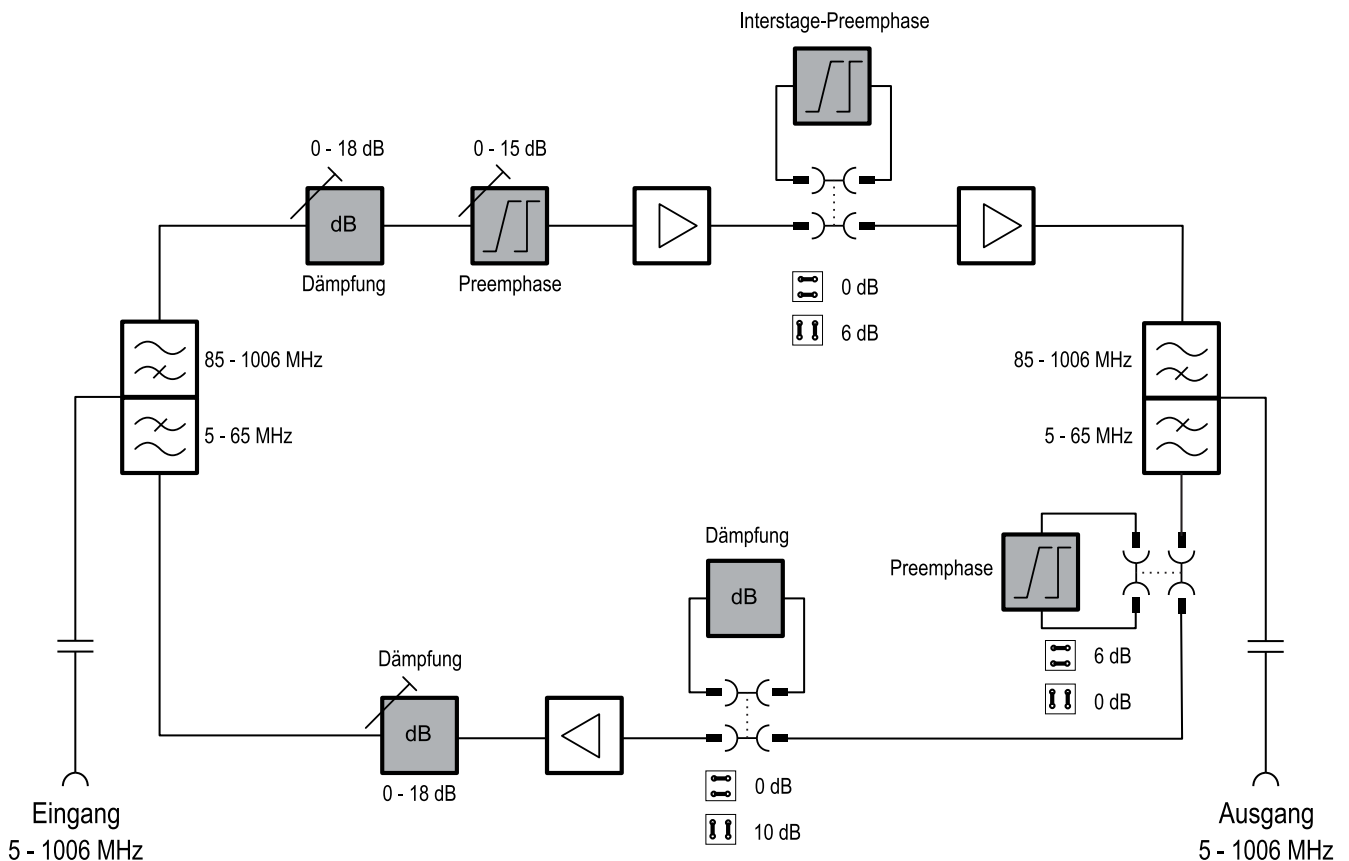 Interstage-Preemphase
0 - 18 dB
0 - 15 dB
dB
Dämpfung
Preemphase
0 dB
6 dB
85 - 1006 MHz
5 - 65 MHz
85 - 1006 MHz
5 - 65 MHz
Dämpfung
dB
Preemphase
6 dB
0 dB
Dämpfung
dB
0 - 18 dB
0 dB
10 dB
Eingang
5 - 1006 MHz
Ausgang
5 - 1006 MHz